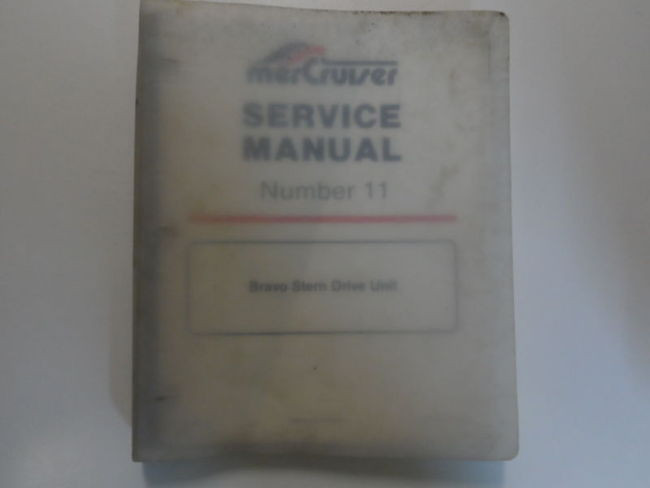 merCruiser
SERVICE
MANUAL
Number 11
Bravo Stern Drive Unit